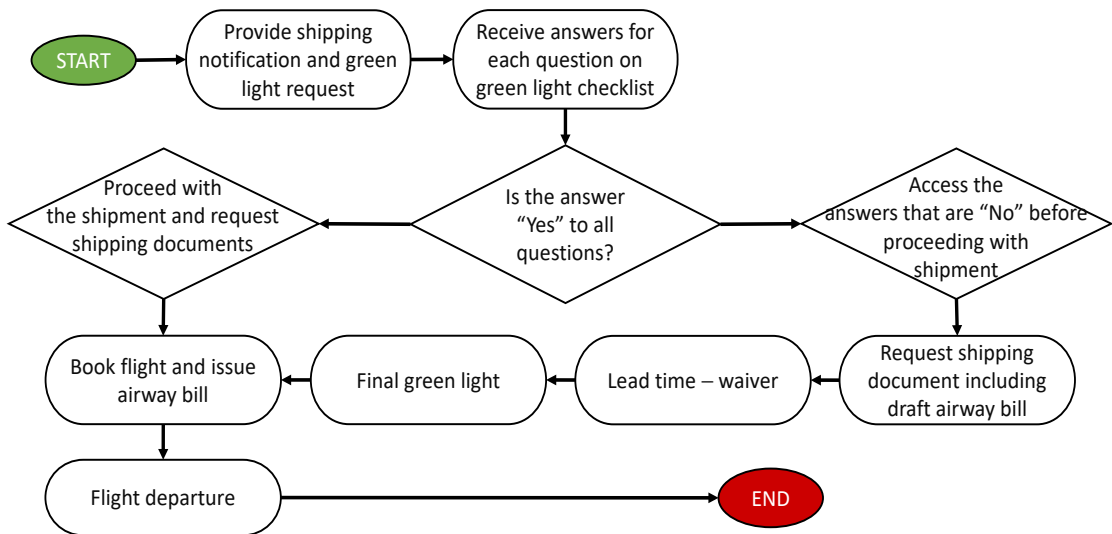 START
Provide shipping
notification and green
light request
Receive answers for
each question on
green light checklist
Proceed with
the shipment and request
shipping documents
Is the answer
“Yes” to all
questions?
Access the
answers that are “No” before
proceeding with
shipment
Book flight and issue
airway bill
Final green light
Lead time – waiver
Request shipping
document including
draft airway bill
Flight departure
END